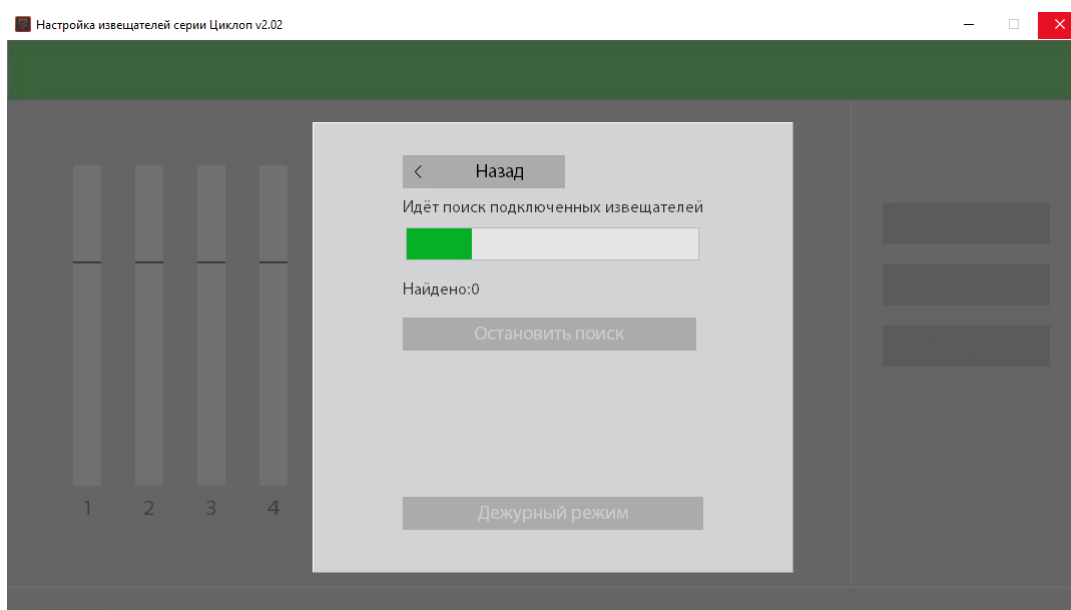 Настройка извещателей серии Циклоп v2.02
Назад
Идёт поиск подключенных извещателей
Найдено:0
Остановить поиск
Дежурный режим
1 2 3 4